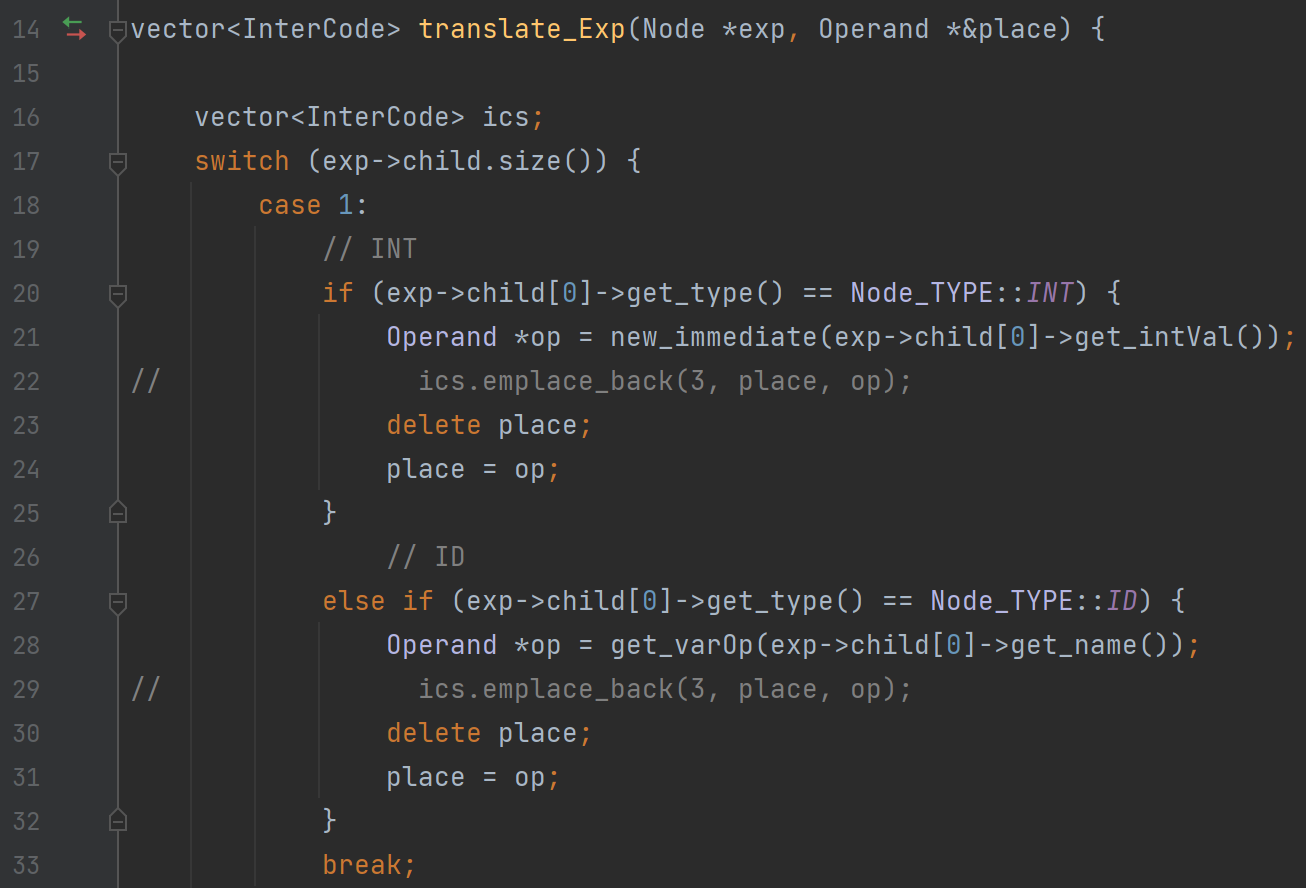 14 vector<InterCode> translate_Exp(Node *exp, Operand *&place) {
15
16     vector<InterCode> ics;
17     switch (exp->child.size()) {
18         case 1:
19             // INT
20             if (exp->child[0]->get_type() == Node_TYPE::INT) {
21                 Operand *op = new_immediate(exp->child[0]->get_intVal());
22 //                ics.emplace_back(3, place, op);
23                 delete place;
24                 place = op;
25             }
26                 // ID
27             else if (exp->child[0]->get_type() == Node_TYPE::ID) {
28                 Operand *op = get_varOp(exp->child[0]->get_name());
29 //                ics.emplace_back(3, place, op);
30                 delete place;
31                 place = op;
32             }
33             break;